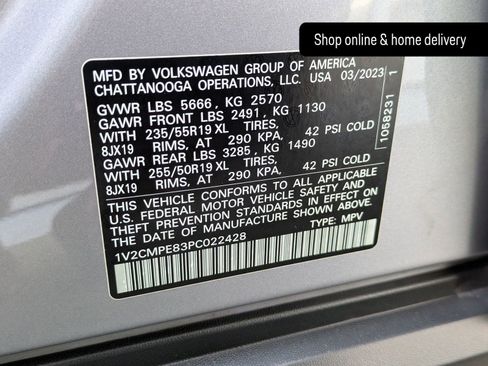 Shop online & home delivery
MFD BY VOLKSWAGEN GROUP OF AMERICA
CHATTANOOGA OPERATIONS, LLC. USA 03/2023
GVWR LBS 5666, KG 2570
GAWR FRONT LBS 2491, KG 1130
WITH 235/55R19 XL TIRES,
8JX19 RIMS, AT 290 KPA, 42 PSI COLD
GAWR REAR LBS 3285, KG 1490
WITH 255/50R19 XL TIRES,
8JX19 RIMS, AT 290 KPA, 42 PSI COLD
THIS VEHICLE CONFORMS TO ALL APPLICABLE
U.S. FEDERAL MOTOR VEHICLE SAFETY AND
THEFT PREVENTION STANDARDS IN EFFECT
ON THE DATE OF MANUFACTURE SHOWN ABOVE.
1V2CMPE83PC022428 TYPE: MPV
1058231 1